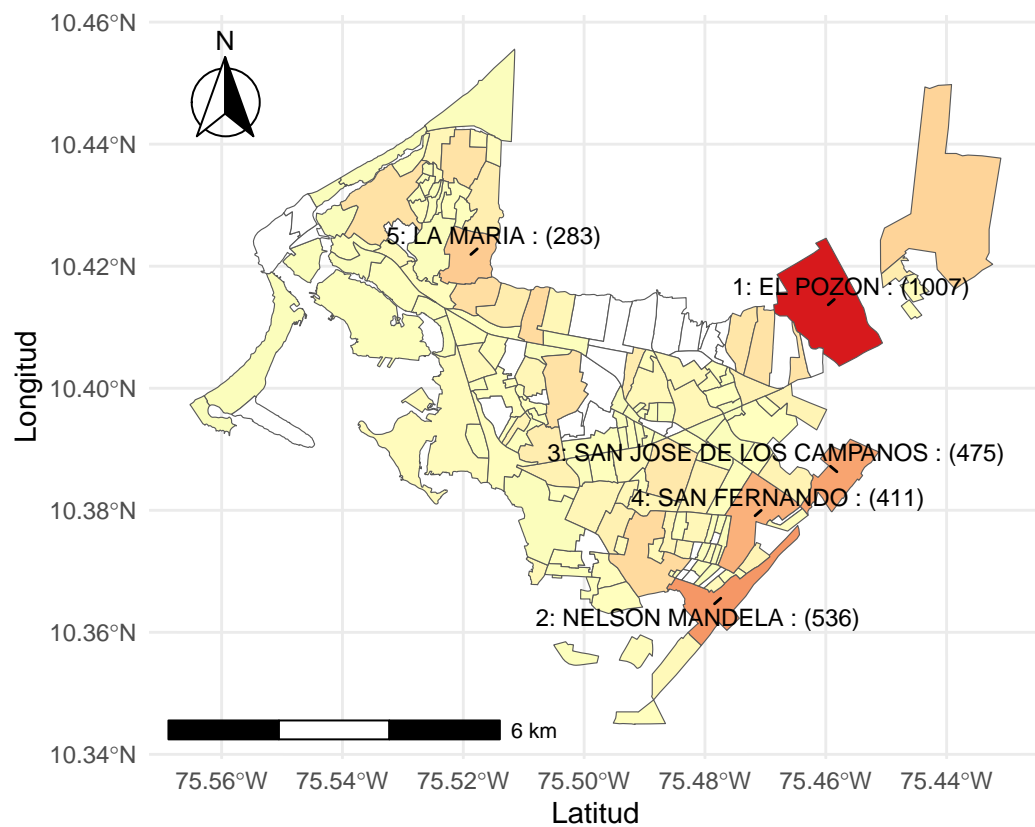 10.46°N
10.44°N
10.42°N
10.40°N
10.38°N
10.36°N
10.34°N
Longitud
N
5: LA MARIA : (283)
1: EL POZON : (1007)
3: SAN JOSE DE LOS CAMPANOS : (475)
4: SAN FERNANDO : (411)
2: NELSON MANDELA : (536)
6 km
75.56°W 75.54°W 75.52°W 75.50°W 75.48°W 75.46°W 75.44°W
Latitud